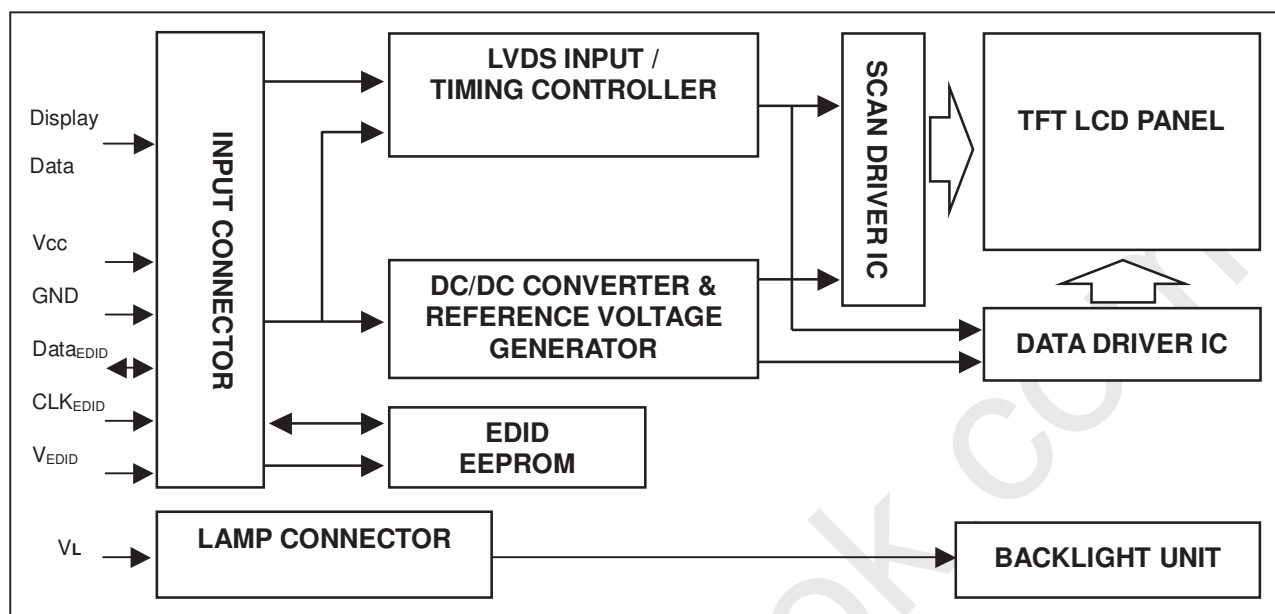 Display
Data
Vcc
GND
DataEDID
CLKEDID
VEDID
VL
INPUT CONNECTOR
LVDS INPUT /
TIMING CONTROLLER
DC/DC CONVERTER &
REFERENCE VOLTAGE
GENERATOR
EDID
EEPROM
SCAN DRIVER IC
TFT LCD PANEL
DATA DRIVER IC
LAMP CONNECTOR
BACKLIGHT UNIT